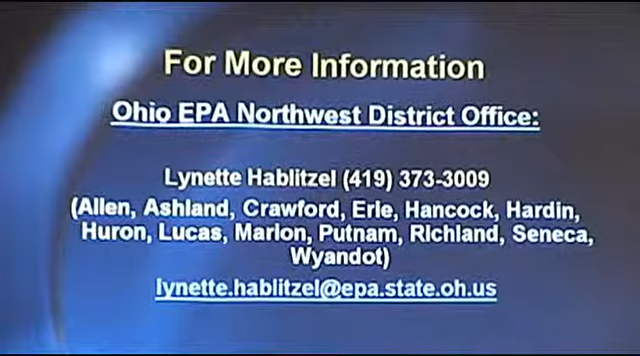 For More Information
Ohio EPA Northwest District Office:
Lynette Hablitzel (419) 373-3009
(Allen, Ashland, Crawford, Erie, Hancock, Hardin,
Huron, Lucas, Marion, Putnam, Richland, Seneca,
Wyandot)
lynette.hablitzel@epa.state.oh.us